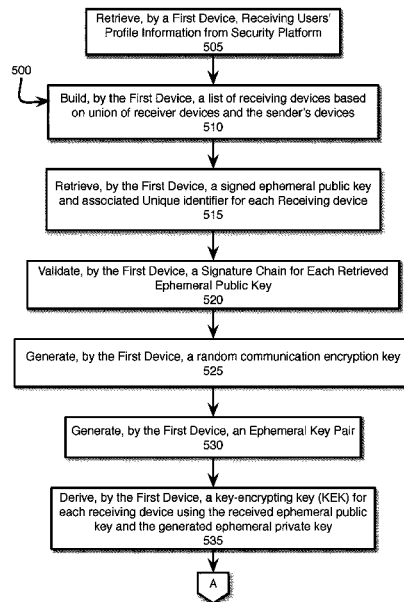 Retrieve, by a First Device, Receiving Users'
Profile Information from Security Platform
505
500
Build, by the First Device, a list of receiving devices based
on union of receiver devices and the sender's devices
510
Retrieve, by the First Device, a signed ephemeral public key
and associated Unique identifier for each Receiving device
515
Validate, by the First Device, a Signature Chain for Each Retrieved
Ephemeral Public Key
520
Generate, by the First Device, a random communication encryption key
525
Generate, by the First Device, an Ephemeral Key Pair
530
Derive, by the First Device, a key-encrypting key (KEK) for
each receiving device using the received ephemeral public
key and the generated ephemeral private key
535
A